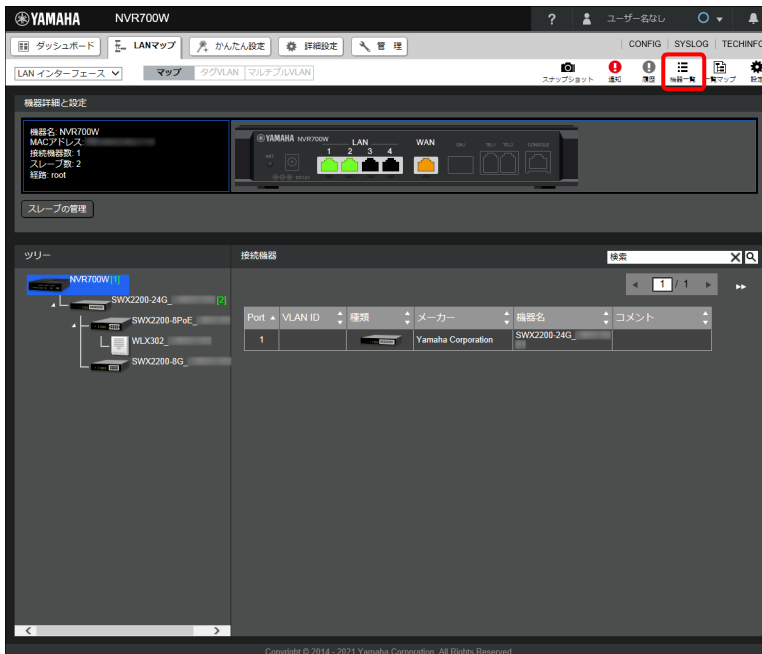 YAMAHA NVR700W ? ユーザー名なし
ダッシュボード LANマップ かんたん設定 詳細設定 管 理 CONFIG SYSLOG TECHINFO
LAN インターフェース マップ タグVLAN マルチプルVLAN スナップショット 通知 履歴 機器一覧 一覧マップ 設定
機器詳細と設定
機器名: NVR700W
MACアドレス:
接続機器数: 1
スレーブ数: 2
経路: root
YAMAHA NVR700W LAN WAN ONU TEL1 TEL2 CONSOLE
1 2 3 4
スレーブの管理
ツリー 接続機器 検索
NVR700W [1]
SWX2200-24G_ [2]
SWX2200-8PoE_
WLX302_
SWX2200-8G_
1 / 1
Port VLAN ID 種類 メーカー 機器名 コメント
1 Yamaha Corporation SWX2200-24G_
Copyright © 2014 - 2021 Yamaha Corporation. All Rights Reserved.